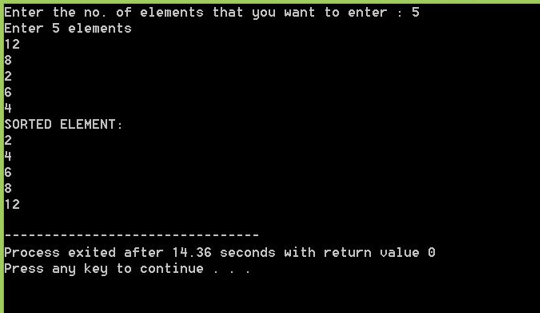 Enter the no. of elements that you want to enter : 5
Enter 5 elements
12
8
2
6
4
SORTED ELEMENT:
2
4
6
8
12
--------------------------------
Process exited after 14.36 seconds with return value 0
Press any key to continue . . .